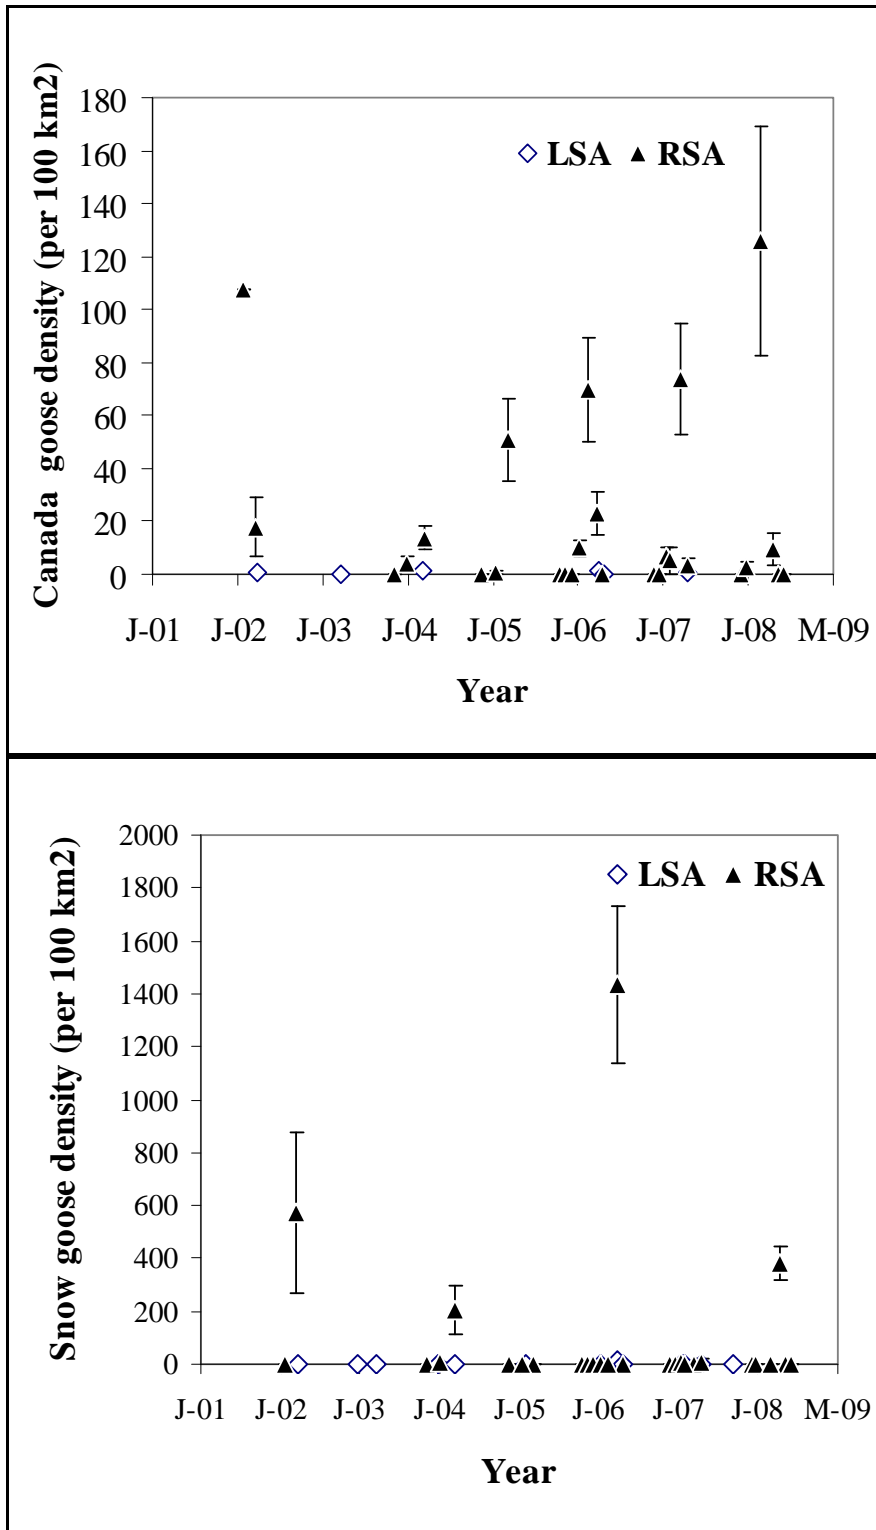 Canada goose density (per 100 km2)
180
160
140
120
100
80
60
40
20
0
LSA RSA
J-01 J-02 J-03 J-04 J-05 J-06 J-07 J-08 M-09
Year
Snow goose density (per 100 km2)
2000
1800
1600
1400
1200
1000
800
600
400
200
0
LSA RSA
J-01 J-02 J-03 J-04 J-05 J-06 J-07 J-08 M-09
Year